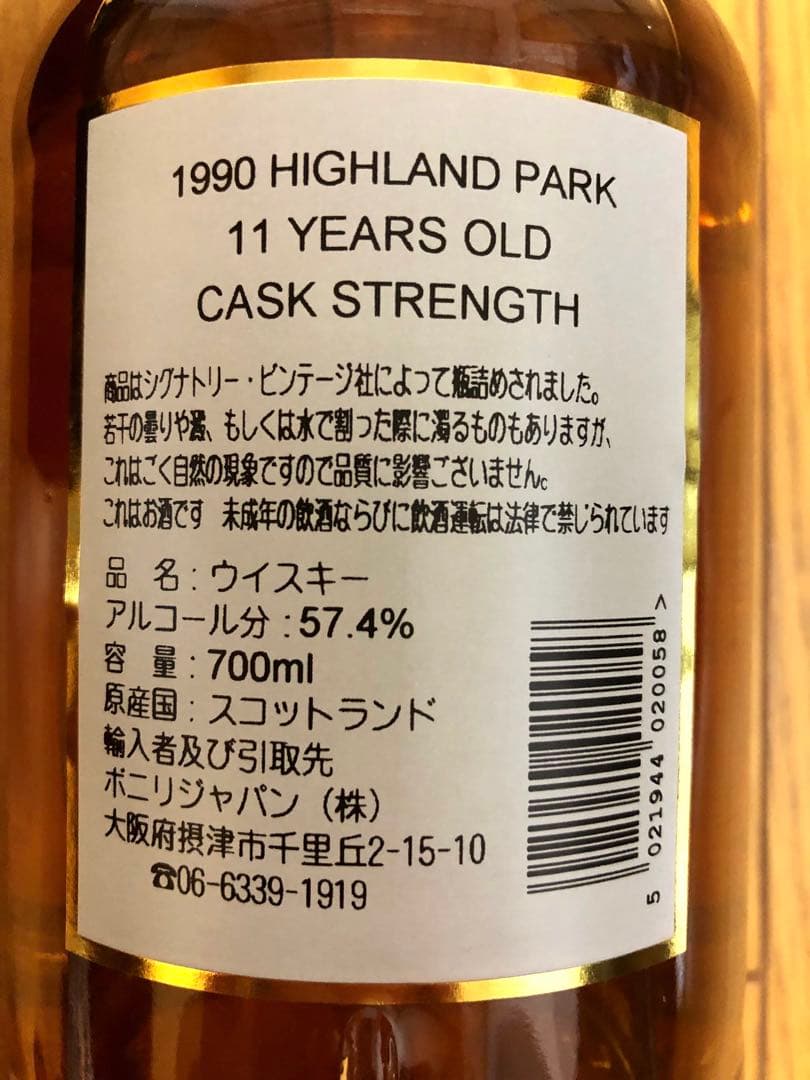 1990 HIGHLAND PARK
11 YEARS OLD
CASK STRENGTH
商品はシグナトリー・ビンテージ社によって瓶詰めされました。
若干の曇りや澱、もしくは水で割った際に濁るものもありますが、
これはごく自然の現象ですので品質に影響ございません。
これはお酒です 未成年の飲酒ならびに飲酒運転は法律で禁じられています
品 名 : ウイスキー
アルコール分 : 57.4%
容 量 : 700ml
原産国 : スコットランド
輸入者及び引取先
ボニリジャパン (株)
大阪府摂津市千里丘2-15-10
☎06-6339-1919
5 021944 020058 >